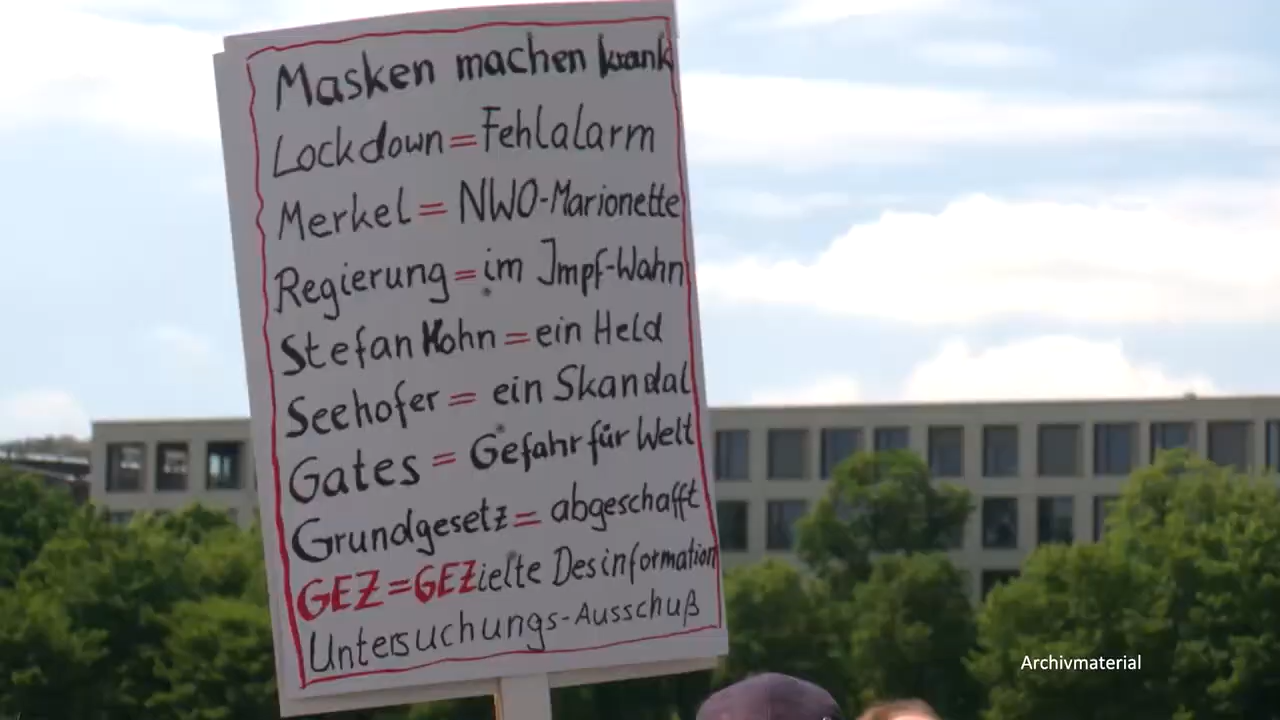 Masken machen krank
Lockdown = Fehlalarm
Merkel = NWO-Marionette
Regierung = im Impf-Wahn
Stefan Kohn = ein Held
Seehofer = ein Skandal
Gates = Gefahr für Welt
Grundgesetz = abgeschafft
GEZ = GEZielte Desinformation
Untersuchungs-Ausschuß
Archivmaterial